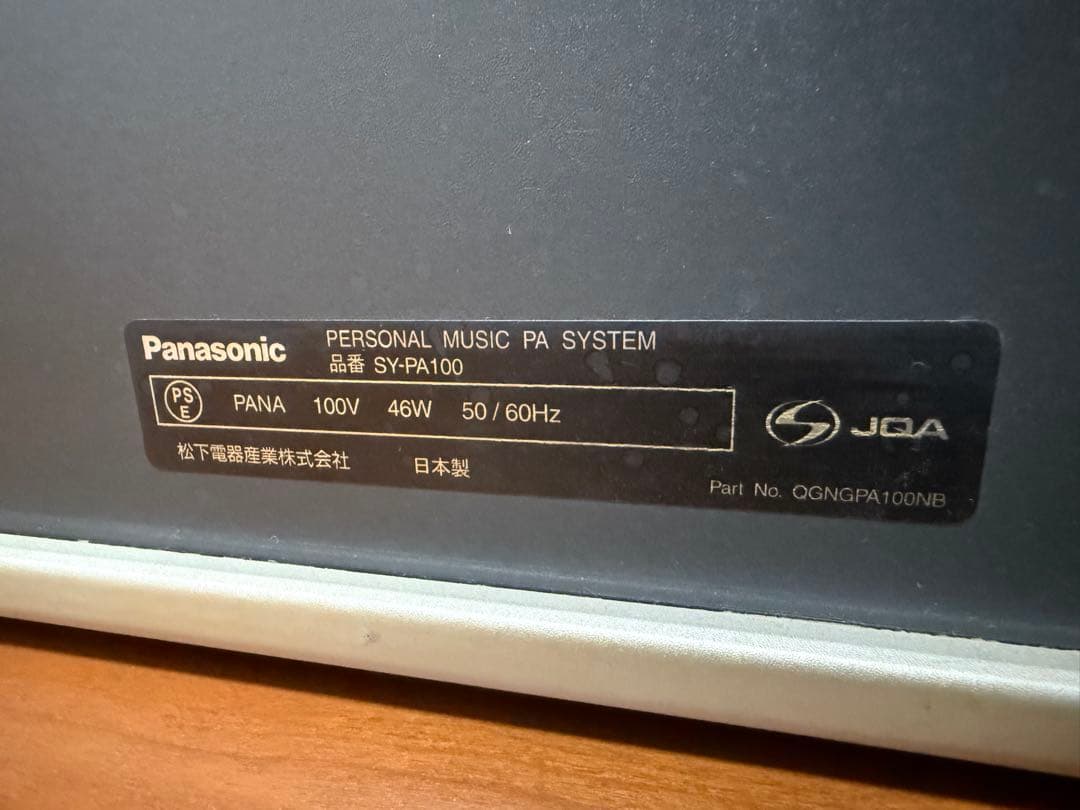 Panasonic PERSONAL MUSIC PA SYSTEM
品番 SY-PA100
PS E PANA 100V 46W 50 / 60Hz
JQA
松下電器産業株式会社 日本製
Part No. QGNGPA100NB